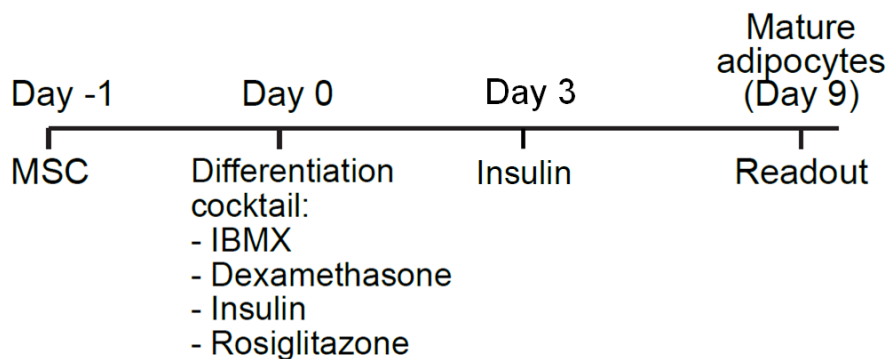 Mature
adipocytes
Day -1 Day 0 Day 3 (Day 9)
MSC Differentiation Insulin Readout
cocktail:
- IBMX
- Dexamethasone
- Insulin
- Rosiglitazone